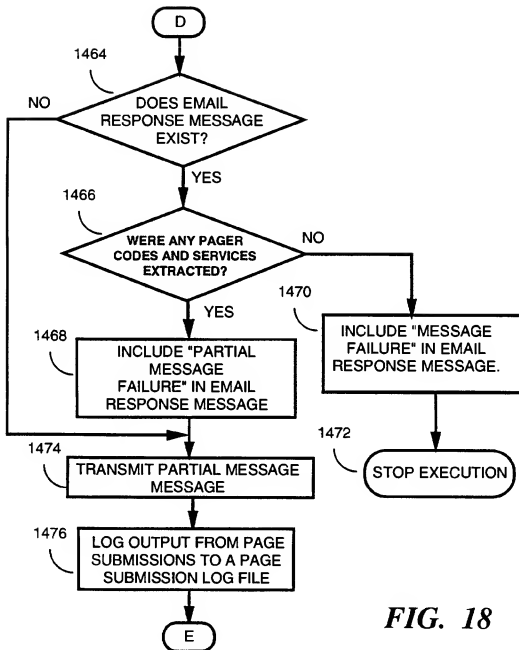 D
1464
DOES EMAIL
RESPONSE MESSAGE
EXIST?
NO
YES
1466
WERE ANY PAGER
CODES AND SERVICES
EXTRACTED?
NO
YES
1468
INCLUDE "PARTIAL
MESSAGE
FAILURE" IN EMAIL
RESPONSE MESSAGE
1470
INCLUDE "MESSAGE
FAILURE" IN EMAIL
RESPONSE MESSAGE.
1472
STOP EXECUTION
1474
TRANSMIT PARTIAL MESSAGE
MESSAGE
1476
LOG OUTPUT FROM PAGE
SUBMISSIONS TO A PAGE
SUBMISSION LOG FILE
E
FIG. 18